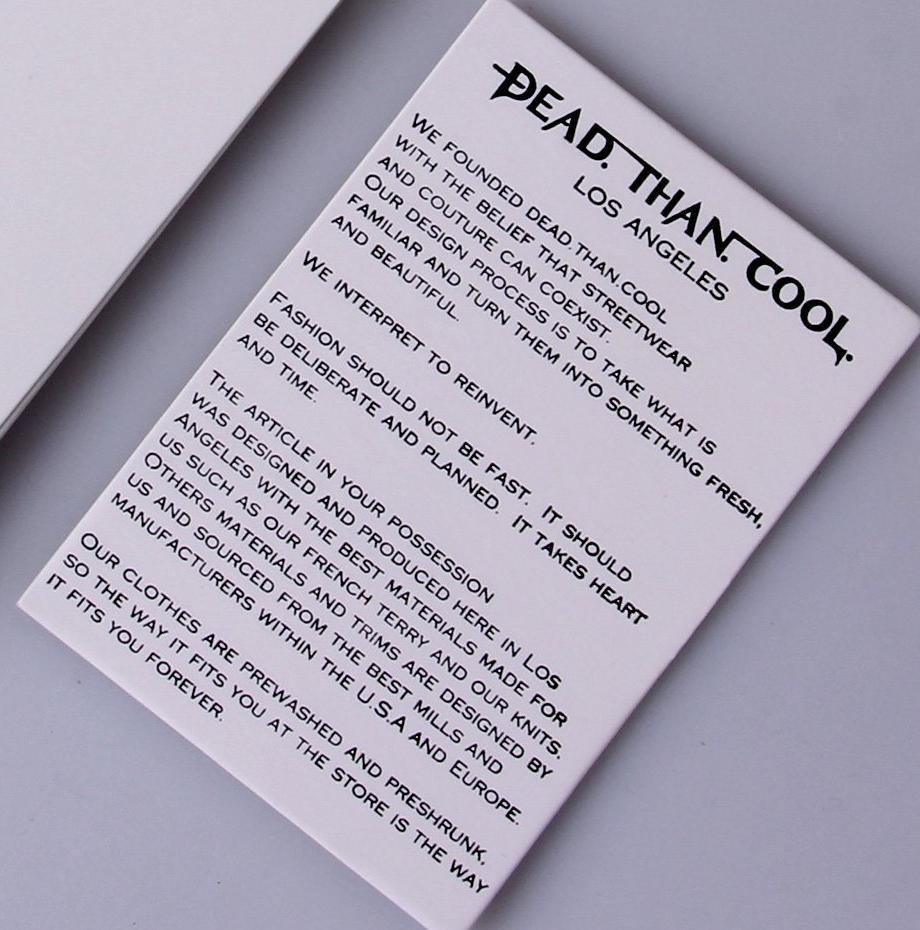 DEAD. THAN. COOL.
LOS ANGELES
WE FOUNDED DEAD.THAN.COOL
WITH THE BELIEF THAT STREETWEAR
AND COUTURE CAN COEXIST.
OUR DESIGN PROCESS IS TO TAKE WHAT IS
FAMILIAR AND TURN THEM INTO SOMETHING FRESH,
AND BEAUTIFUL.
WE INTERPRET TO REINVENT.
FASHION SHOULD NOT BE FAST. IT SHOULD
BE DELIBERATE AND PLANNED. IT TAKES HEART
AND TIME.
THE ARTICLE IN YOUR POSSESSION
WAS DESIGNED AND PRODUCED HERE IN LOS
ANGELES WITH THE BEST MATERIALS MADE FOR
US SUCH AS OUR FRENCH TERRY AND OUR KNITS.
OTHERS MATERIALS AND TRIMS ARE DESIGNED BY
US AND SOURCED FROM THE BEST MILLS AND
MANUFACTURERS WITHIN THE U.S.A AND EUROPE.
OUR CLOTHES ARE PREWASHED AND PRESHRUNK,
SO THE WAY IT FITS YOU AT THE STORE IS THE WAY
IT FITS YOU FOREVER.